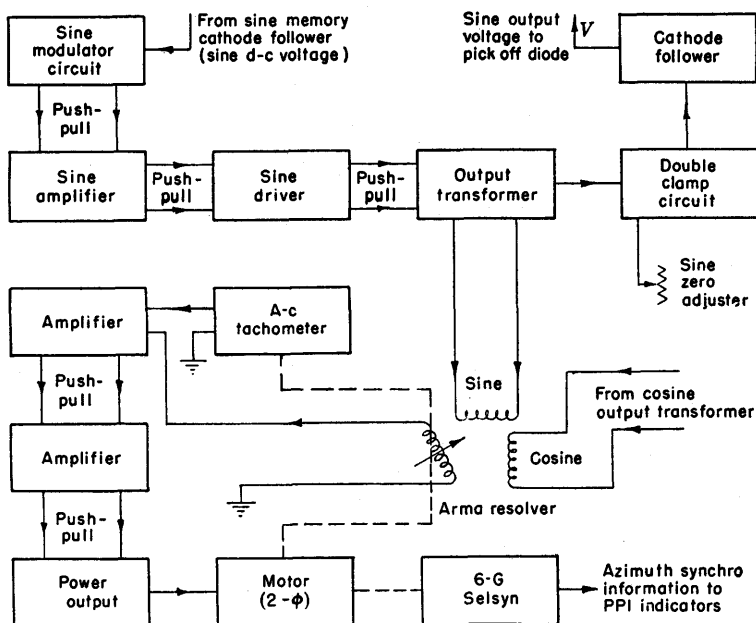 Sine
modulator
circuit
From sine memory
cathode follower
(sine d-c voltage)
Sine output
voltage to
pick off diode
V
Cathode
follower
Push-
pull
Sine
amplifier
Push-
pull
Sine
driver
Push-
pull
Output
transformer
Double
clamp
circuit
Sine
zero
adjuster
Amplifier
A-c
tachometer
Sine
From cosine
output transformer
Push-
pull
Amplifier
Cosine
Arma resolver
Push-
pull
Power
output
Motor
(2-ϕ)
6-G
Selsyn
Azimuth synchro
information to
PPI indicators